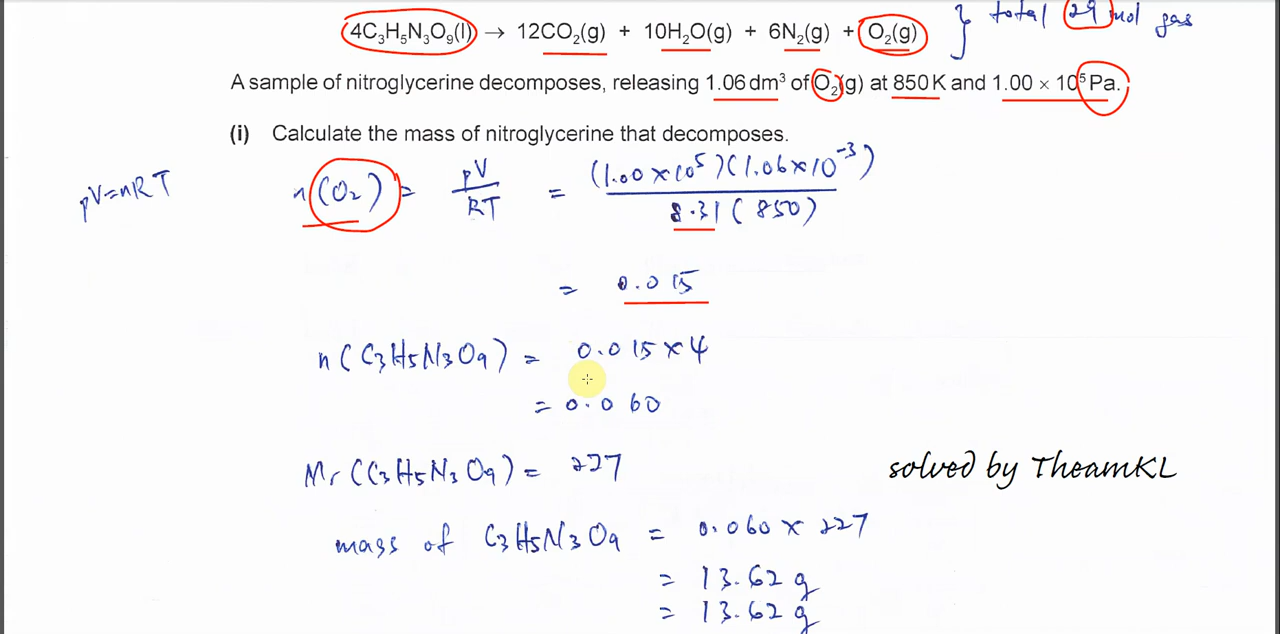 4C₃H₅N₃O₉(l) → 12CO₂(g) + 10H₂O(g) + 6N₂(g) + O₂(g) } total 29 mol gas
A sample of nitroglycerine decomposes, releasing 1.06 dm³ of O₂(g) at 850 K and 1.00 × 10⁵ Pa.
(i) Calculate the mass of nitroglycerine that decomposes.
pV=nRT n(O₂) = pV/RT = (1.00×10⁵)(1.06×10⁻³)/8.31(850)
= 0.015
n(C₃H₅N₃O₉) = 0.015×4
= 0.060
Mr(C₃H₅N₃O₉) = 227
solved by TheamKL
mass of C₃H₅N₃O₉ = 0.060 × 227
= 13.62 g
= 13.62 g